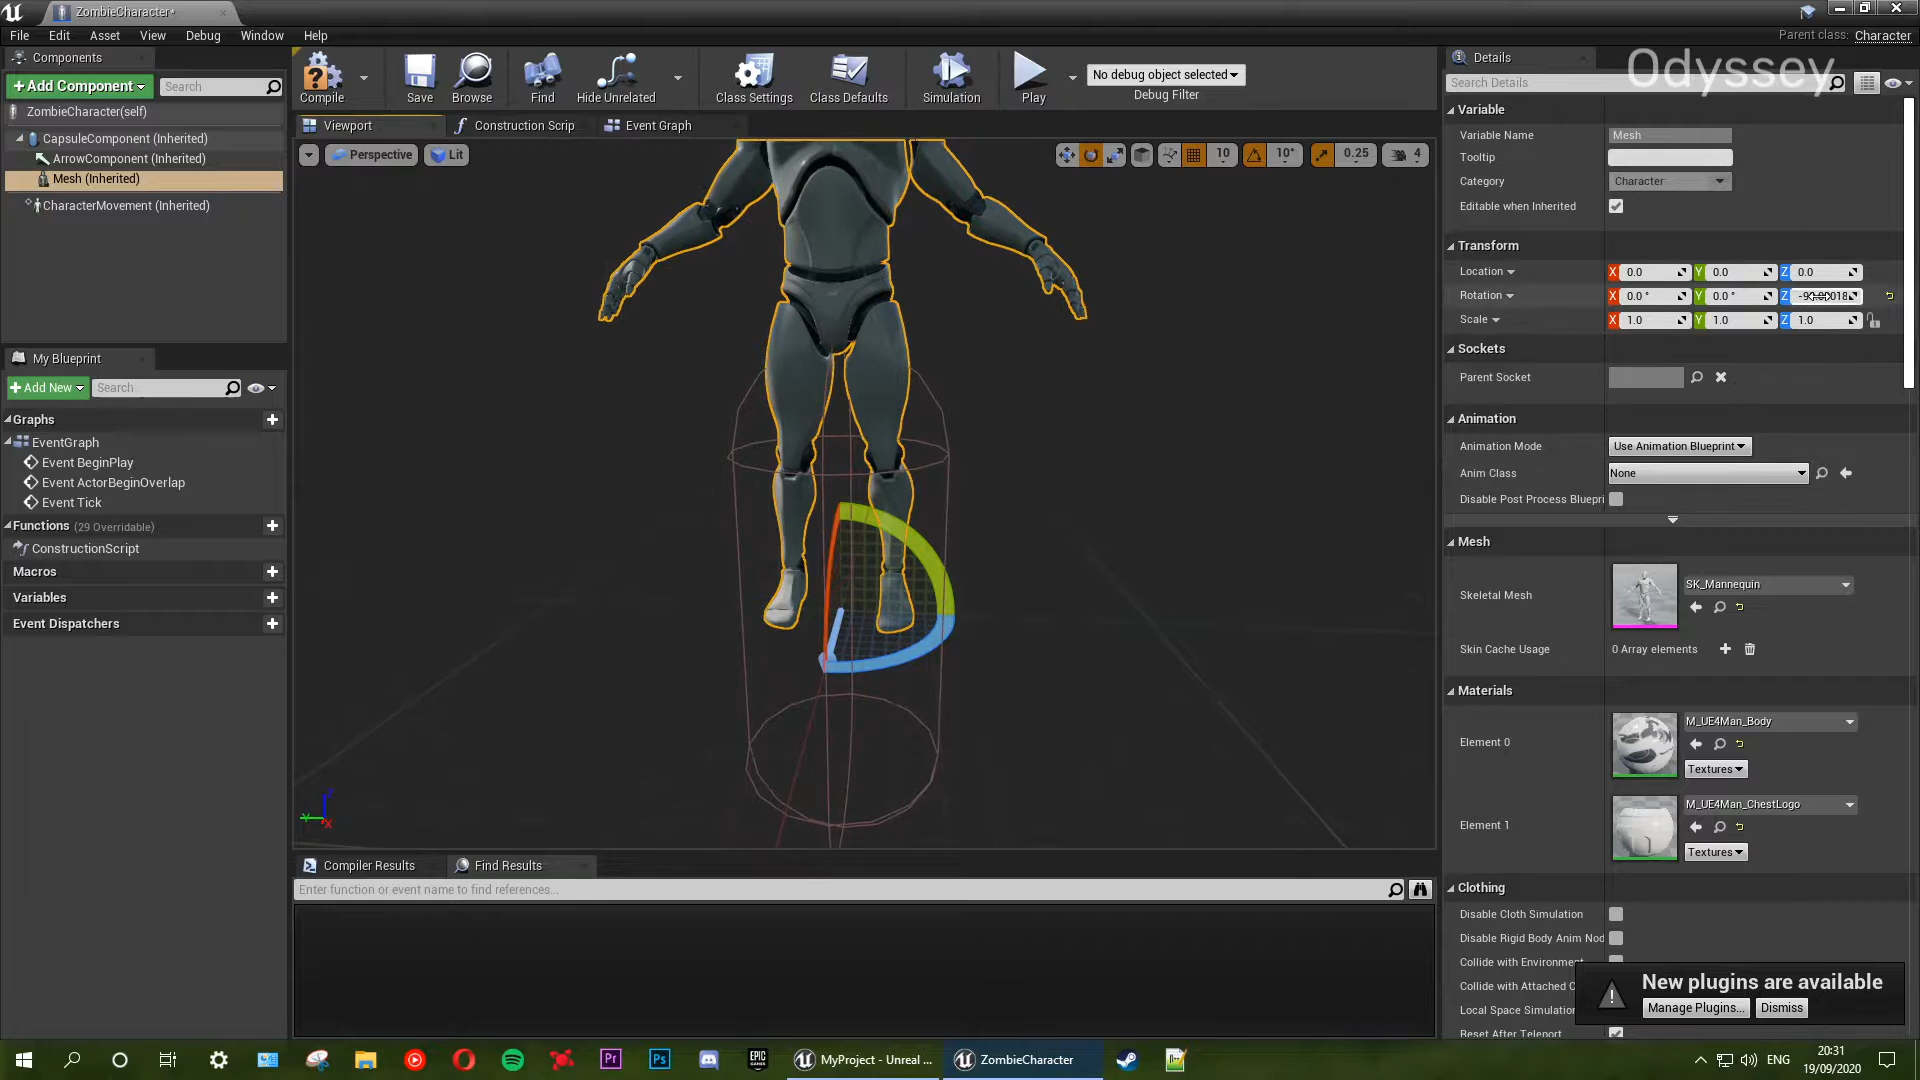 ZombieCharacter*
File Edit Asset View Debug Window Help
Parent class: Character
Components
Add Component
Search
ZombieCharacter(self)
CapsuleComponent (Inherited)
ArrowComponent (Inherited)
Mesh (Inherited)
CharacterMovement (Inherited)
My Blueprint
Add New
Search
Graphs
EventGraph
Event BeginPlay
Event ActorBeginOverlap
Event Tick
Functions (29 Overridable)
ConstructionScript
Macros
Variables
Event Dispatchers
Compile
Save
Browse
Find
Hide Unrelated
Class Settings
Class Defaults
Simulation
Play
No debug object selected
Debug Filter
Viewport
Construction Scrip
Event Graph
Perspective
Lit
10
10°
0.25
4
Z
Y
X
Compiler Results
Find Results
Enter function or event name to find references...
Details
Odyssey
Search Details
Variable
Variable Name Mesh
Tooltip
Category Character
Editable when Inherited
Transform
Location X 0.0 Y 0.0 Z 0.0
Rotation X 0.0 ° Y 0.0 ° Z
Scale X 1.0 Y 1.0 Z 1.0
Sockets
Parent Socket
Animation
Animation Mode Use Animation Blueprint
Anim Class None
Disable Post Process Bluepri
Mesh
Skeletal Mesh SK_Mannequin
Skin Cache Usage 0 Array elements
Materials
Element 0 M_UE4Man_Body
Textures
Element 1 M_UE4Man_ChestLogo
Textures
Clothing
Disable Cloth Simulation
Disable Rigid Body Anim Nod
Collide with Environment
Collide with Attached C
Local Space Simulation
Reset After Teleport
New plugins are available
Manage Plugins...
Dismiss
Pr
Ps
EPIC GAMES
MyProject - Unreal ...
ZombieCharacter
ENG
20:31
19/09/2020